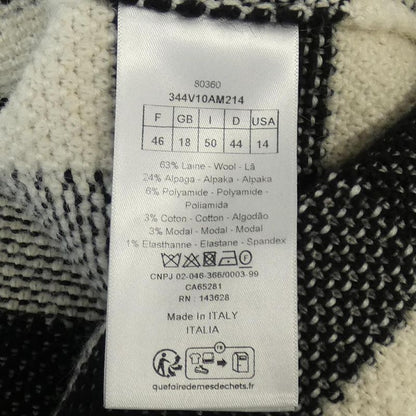 80360
344V10AM214
F GB I D USA
46 18 50 44 14
63% Laine - Wool - Lã
24% Alpaga - Alpaka - Alpaca
6% Polyamide - Polyamide -
Poliamida
3% Coton - Cotton - Algodão
3% Modal - Modal - Modal
1% Elasthanne - Elastane - Spandex
CNPJ 02-046-366/0003-99
CA65281
RN : 143628
Made In ITALY
ITALIA
FR
quefairedemesdechets.fr